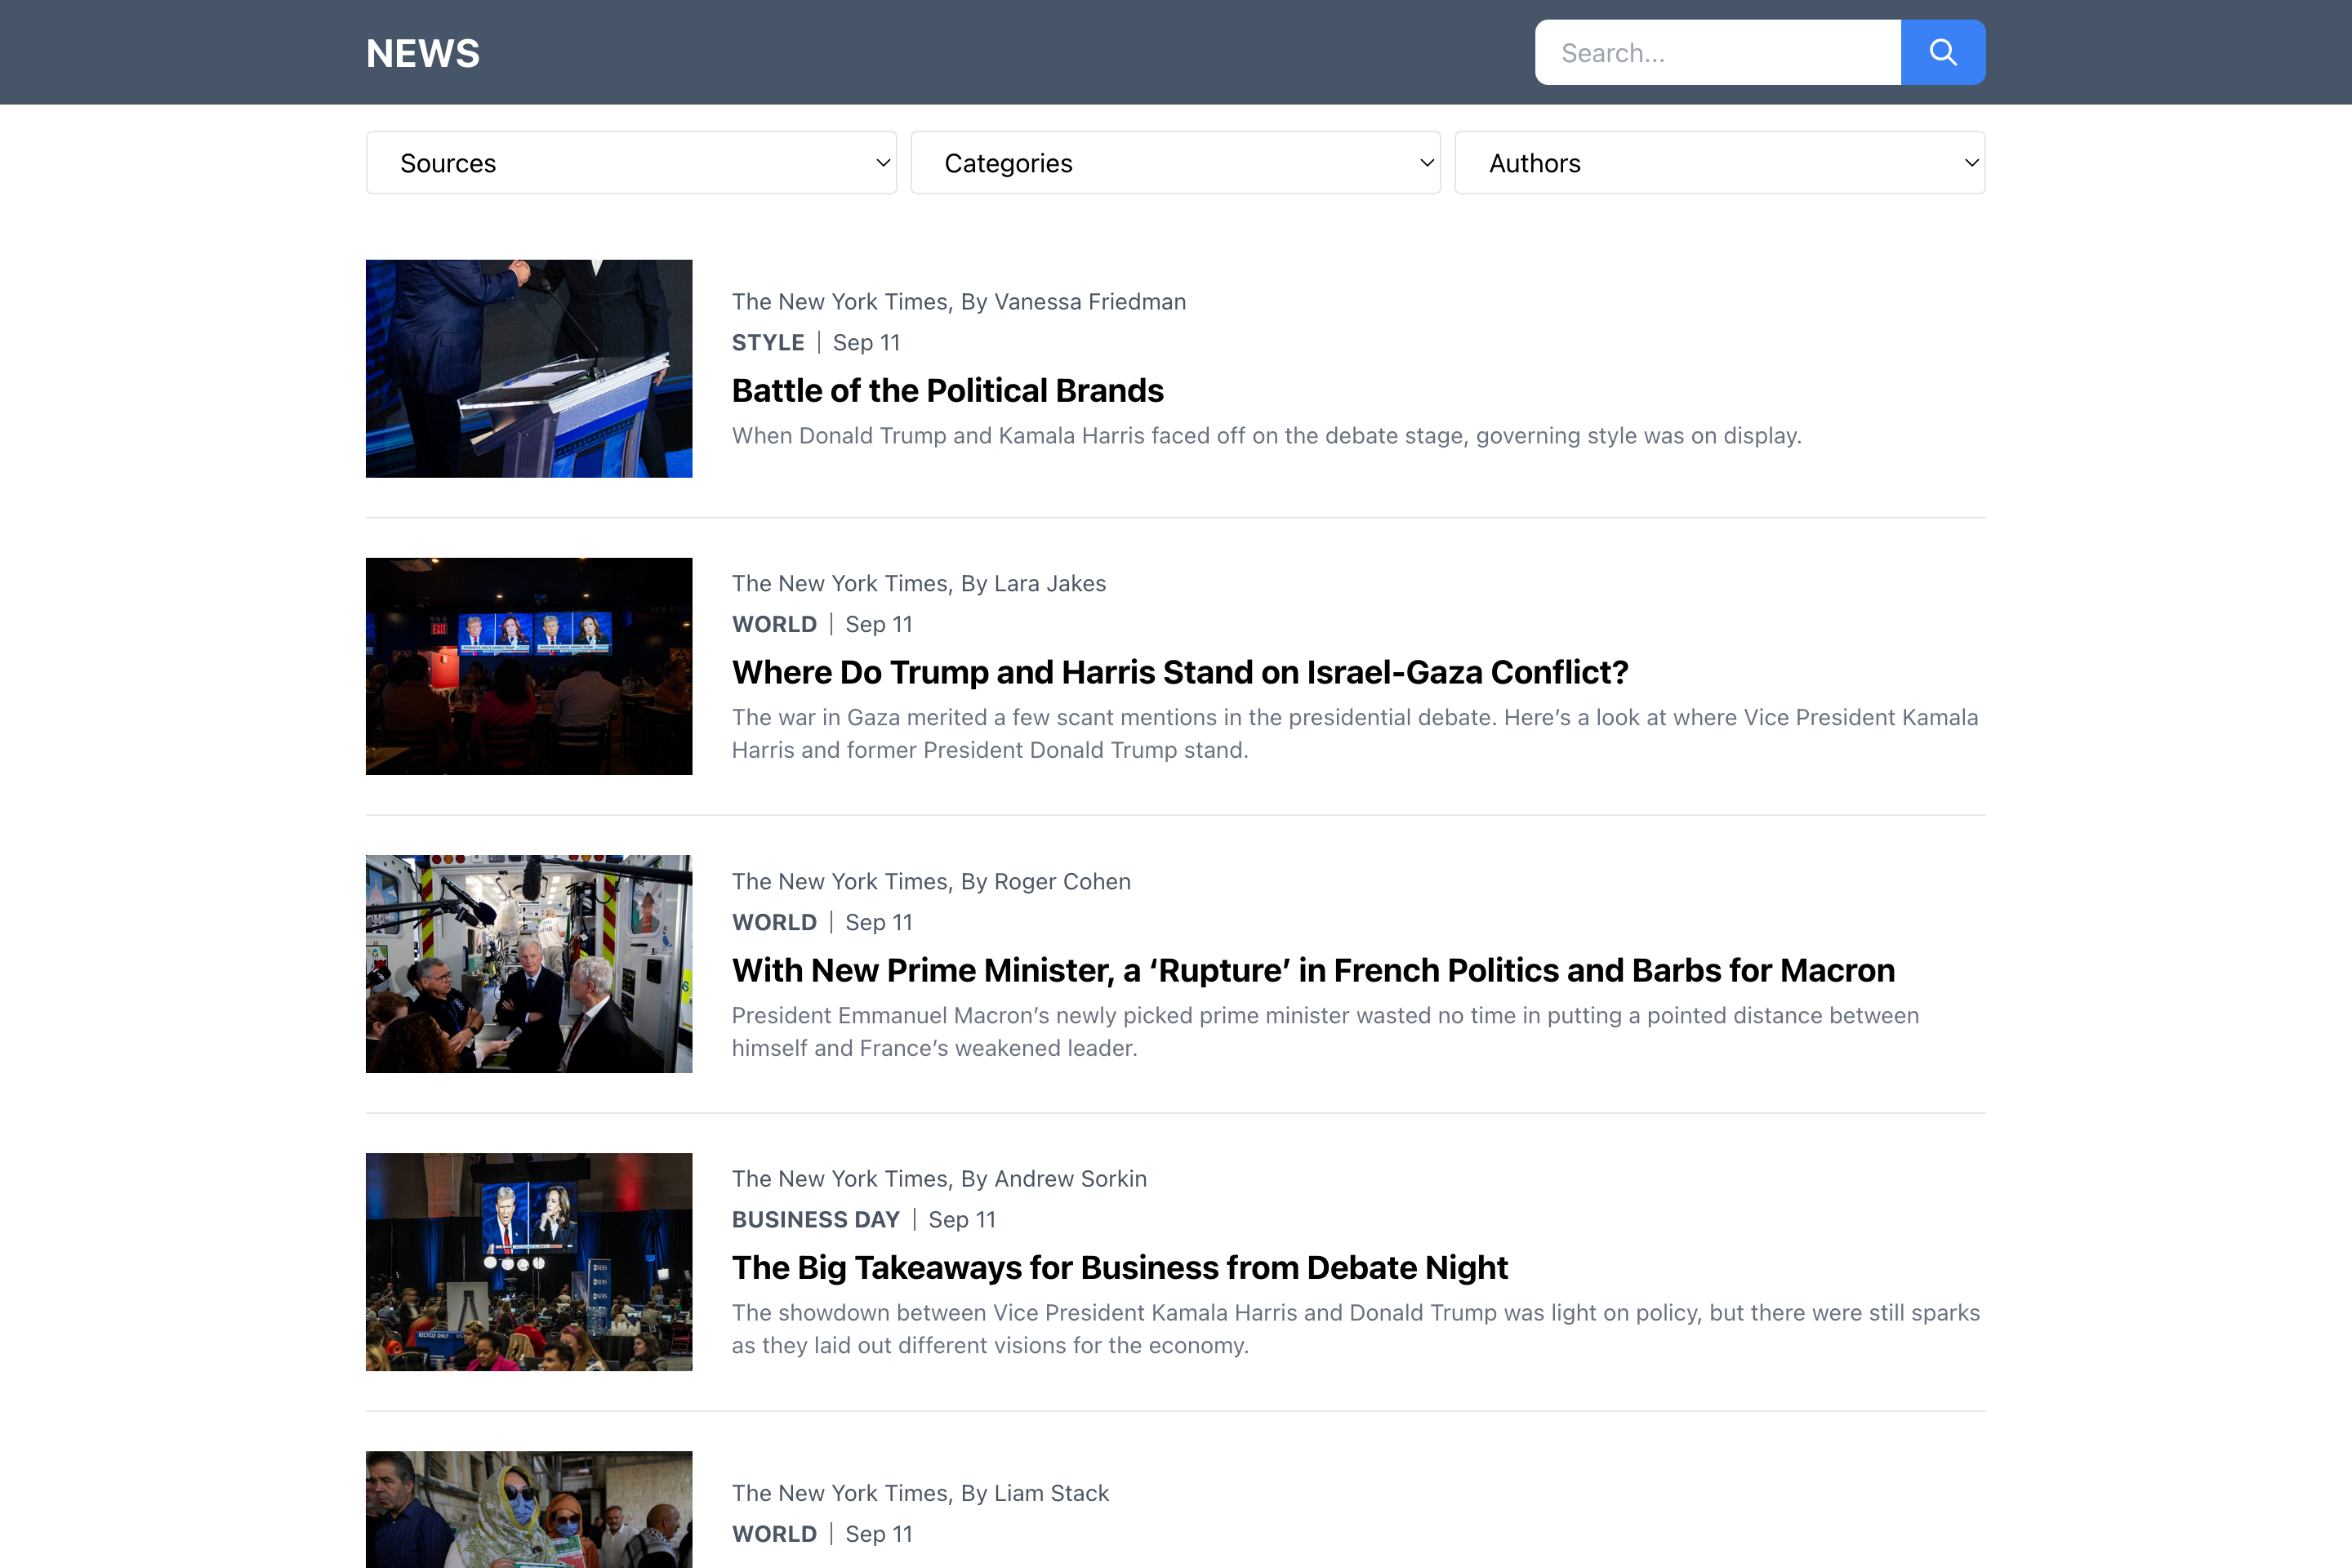 NEWS
Search...
Sources
Categories
Authors
The New York Times, By Vanessa Friedman
STYLE | Sep 11
Battle of the Political Brands
When Donald Trump and Kamala Harris faced off on the debate stage, governing style was on display.
EXIT
The New York Times, By Lara Jakes
WORLD | Sep 11
Where Do Trump and Harris Stand on Israel-Gaza Conflict?
The war in Gaza merited a few scant mentions in the presidential debate. Here’s a look at where Vice President Kamala
Harris and former President Donald Trump stand.
The New York Times, By Roger Cohen
WORLD | Sep 11
With New Prime Minister, a ‘Rupture’ in French Politics and Barbs for Macron
President Emmanuel Macron’s newly picked prime minister wasted no time in putting a pointed distance between
himself and France’s weakened leader.
RECYCLE ONLY
The New York Times, By Andrew Sorkin
BUSINESS DAY | Sep 11
The Big Takeaways for Business from Debate Night
The showdown between Vice President Kamala Harris and Donald Trump was light on policy, but there were still sparks
as they laid out different visions for the economy.
The New York Times, By Liam Stack
WORLD | Sep 11